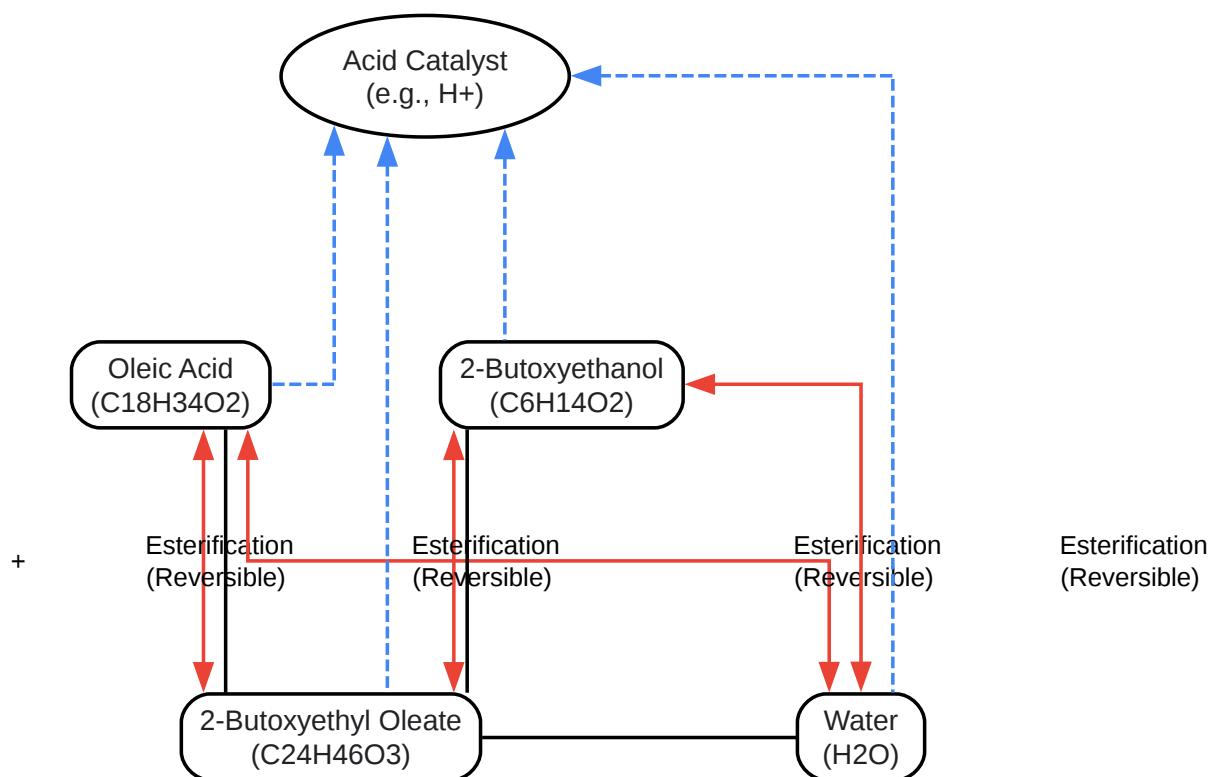 Acid Catalyst
(e.g., H+)
Oleic Acid
(C18H34O2)
2-Butoxyethanol
(C6H14O2)
+
Esterification
(Reversible)
Esterification
(Reversible)
Esterification
(Reversible)
Esterification
(Reversible)
2-Butoxyethyl Oleate
(C24H46O3)
Water
(H2O)